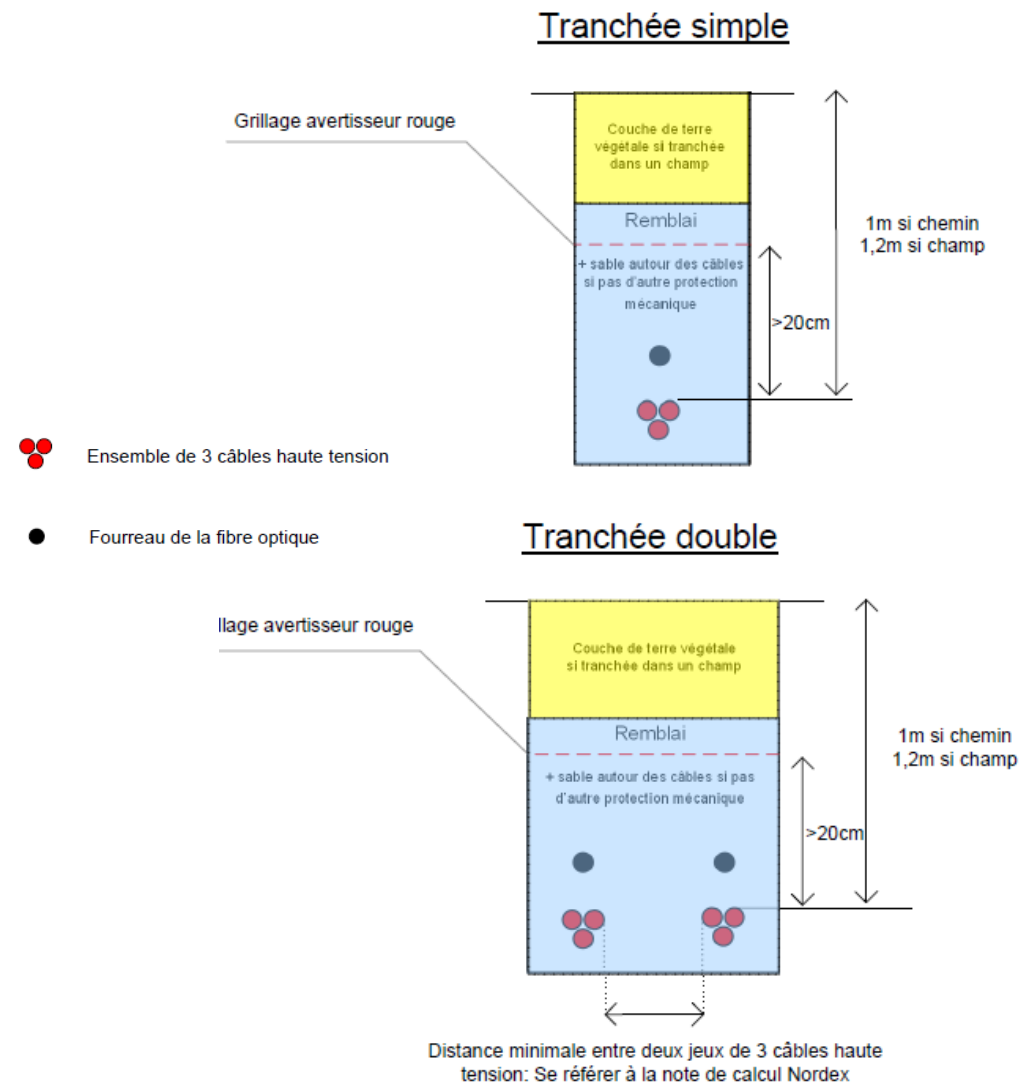 Tranchée simple
Grillage avertisseur rouge
Couche de terre
végétale si tranchée
dans un champ
Remblai
+ sable autour des câbles
si pas d'autre protection
mécanique
1m si chemin
1,2m si champ
>20cm
Ensemble de 3 câbles haute tension
Fourreau de la fibre optique
Tranchée double
llage avertisseur rouge
Couche de terre végétale
si tranchée dans un champ
Remblai
+ sable autour des câbles si pas
d'autre protection mécanique
1m si chemin
1,2m si champ
>20cm
Distance minimale entre deux jeux de 3 câbles haute
tension: Se référer à la note de calcul Nordex